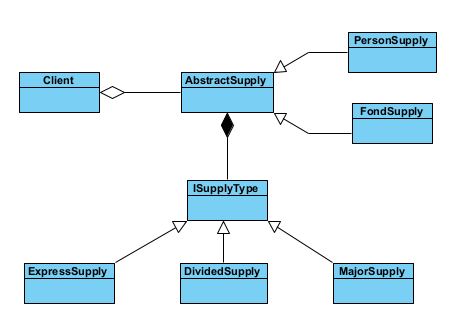 PersonSupply
Client
AbstractSupply
FondSupply
ISupplyType
ExpressSupply
DividedSupply
MajorSupply